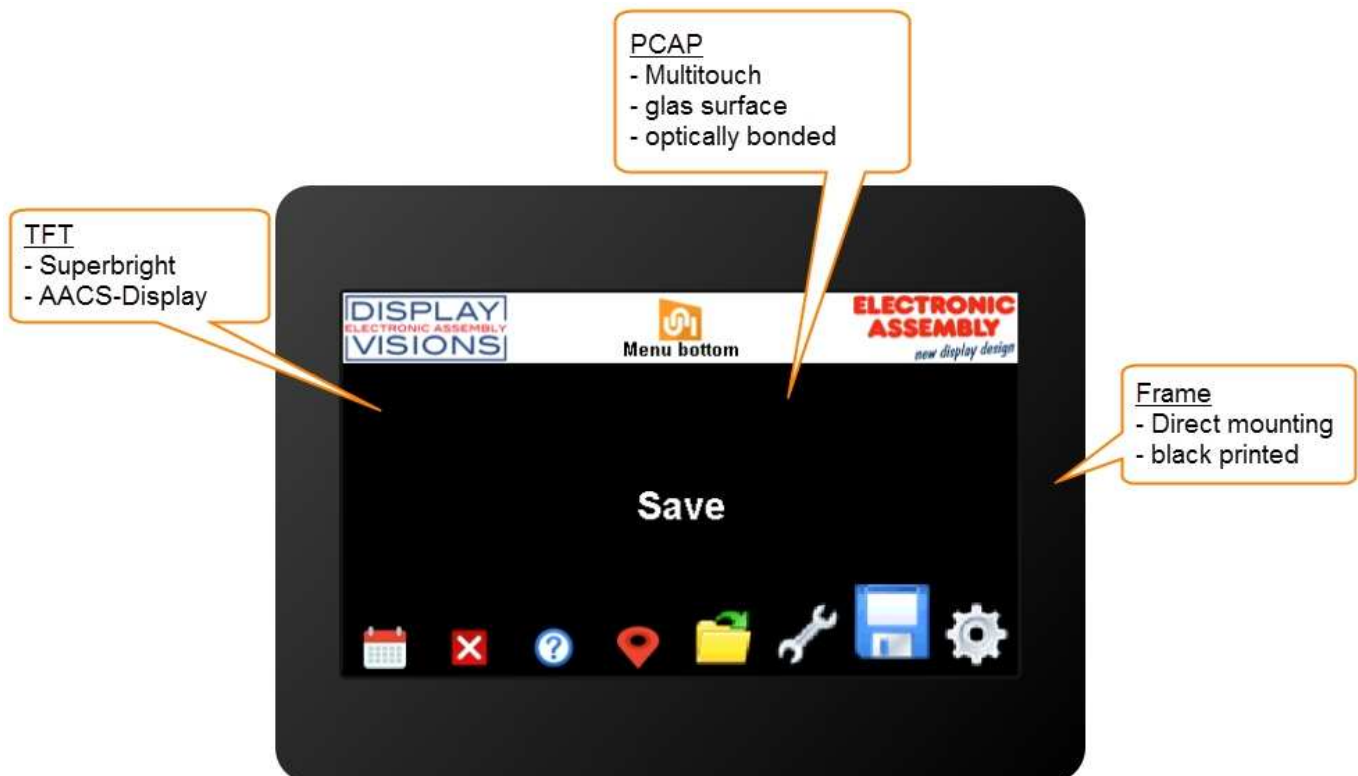 PCAP
- Multitouch
- glas surface
- optically bonded
TFT
- Superbright
- AACS-Display
DISPLAY
ELECTRONIC ASSEMBLY
VISIONS
Menu bottom
ELECTRONIC
ASSEMBLY
new display design
Frame
- Direct mounting
- black printed
Save
?